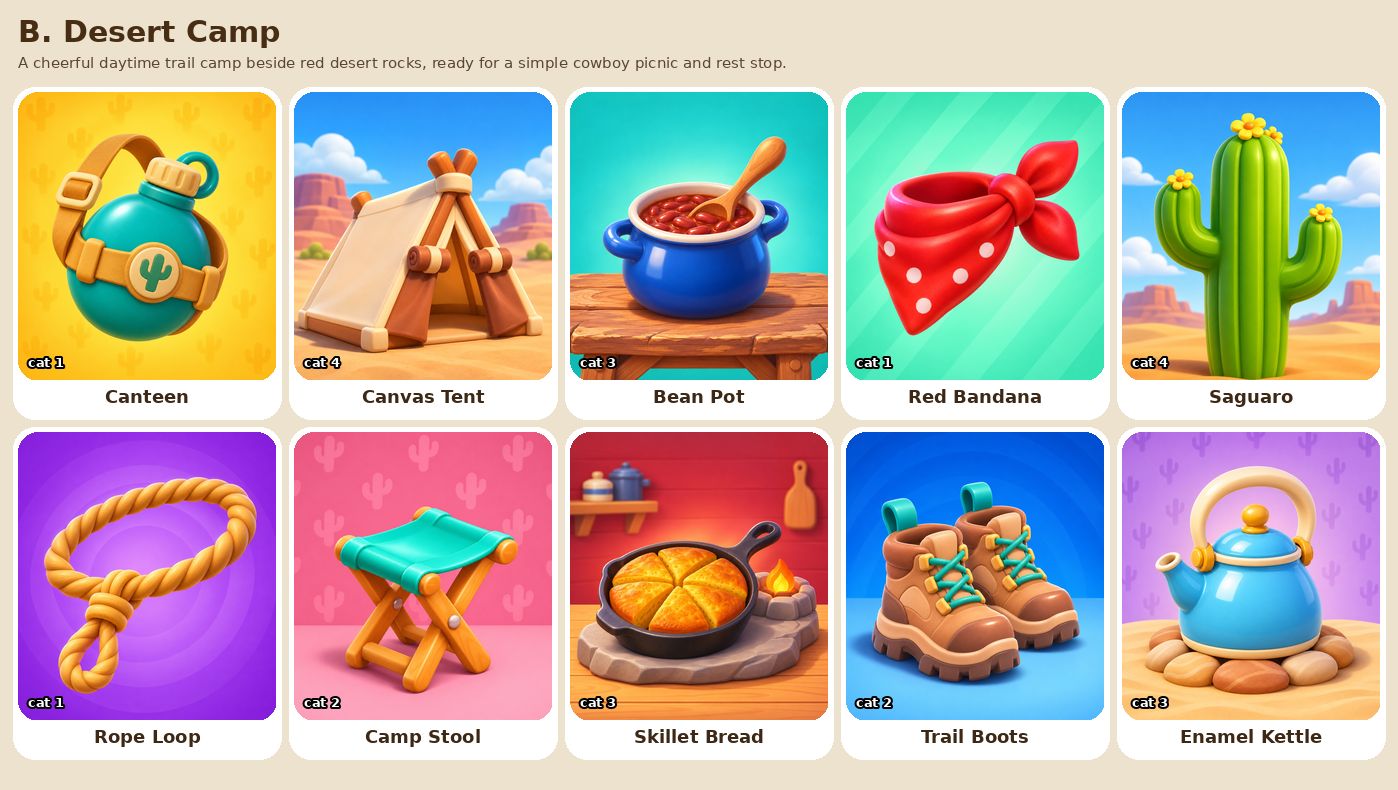 B. Desert Camp
A cheerful daytime trail camp beside red desert rocks, ready for a simple cowboy picnic and rest stop.
cat 1
cat 4
cat 3
cat 1
cat 4
Canteen
Canvas Tent
Bean Pot
Red Bandana
Saguaro
cat 1
cat 2
cat 3
cat 2
cat 3
Rope Loop
Camp Stool
Skillet Bread
Trail Boots
Enamel Kettle